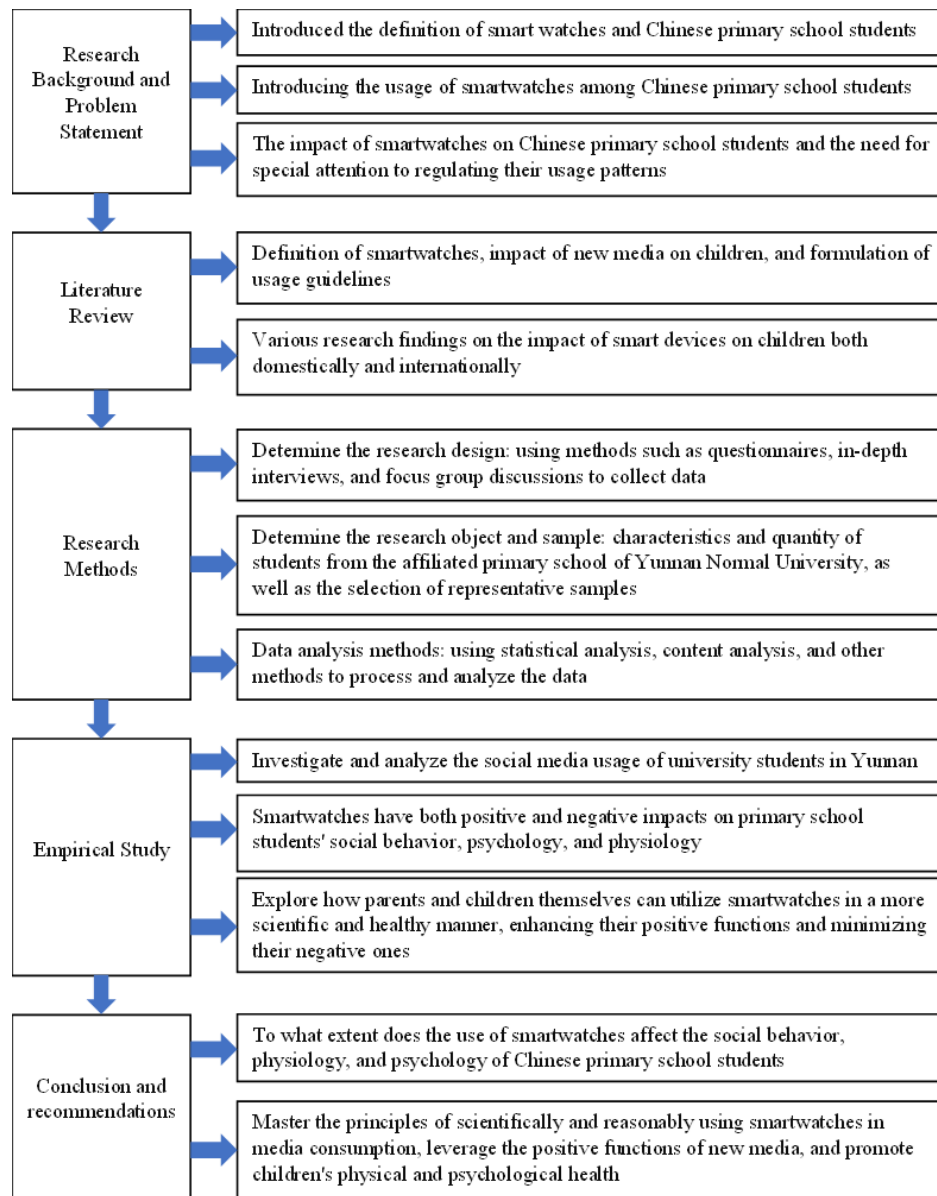 Research
Background and
Problem
Statement
Introduced the definition of smart watches and Chinese primary school students
Introducing the usage of smartwatches among Chinese primary school students
The impact of smartwatches on Chinese primary school students and the need for
special attention to regulating their usage patterns
Literature
Review
Definition of smartwatches, impact of new media on children, and formulation of
usage guidelines
Various research findings on the impact of smart devices on children both
domestically and internationally
Research
Methods
Determine the research design: using methods such as questionnaires, in-depth
interviews, and focus group discussions to collect data
Determine the research object and sample: characteristics and quantity of
students from the affiliated primary school of Yunnan Normal University, as
well as the selection of representative samples
Data analysis methods: using statistical analysis, content analysis, and other
methods to process and analyze the data
Empirical Study
Investigate and analyze the social media usage of university students in Yunnan
Smartwatches have both positive and negative impacts on primary school
students' social behavior, psychology, and physiology
Explore how parents and children themselves can utilize smartwatches in a more
scientific and healthy manner, enhancing their positive functions and minimizing
their negative ones
Conclusion and
recommendations
To what extent does the use of smartwatches affect the social behavior,
physiology, and psychology of Chinese primary school students
Master the principles of scientifically and reasonably using smartwatches in
media consumption, leverage the positive functions of new media, and promote
children's physical and psychological health